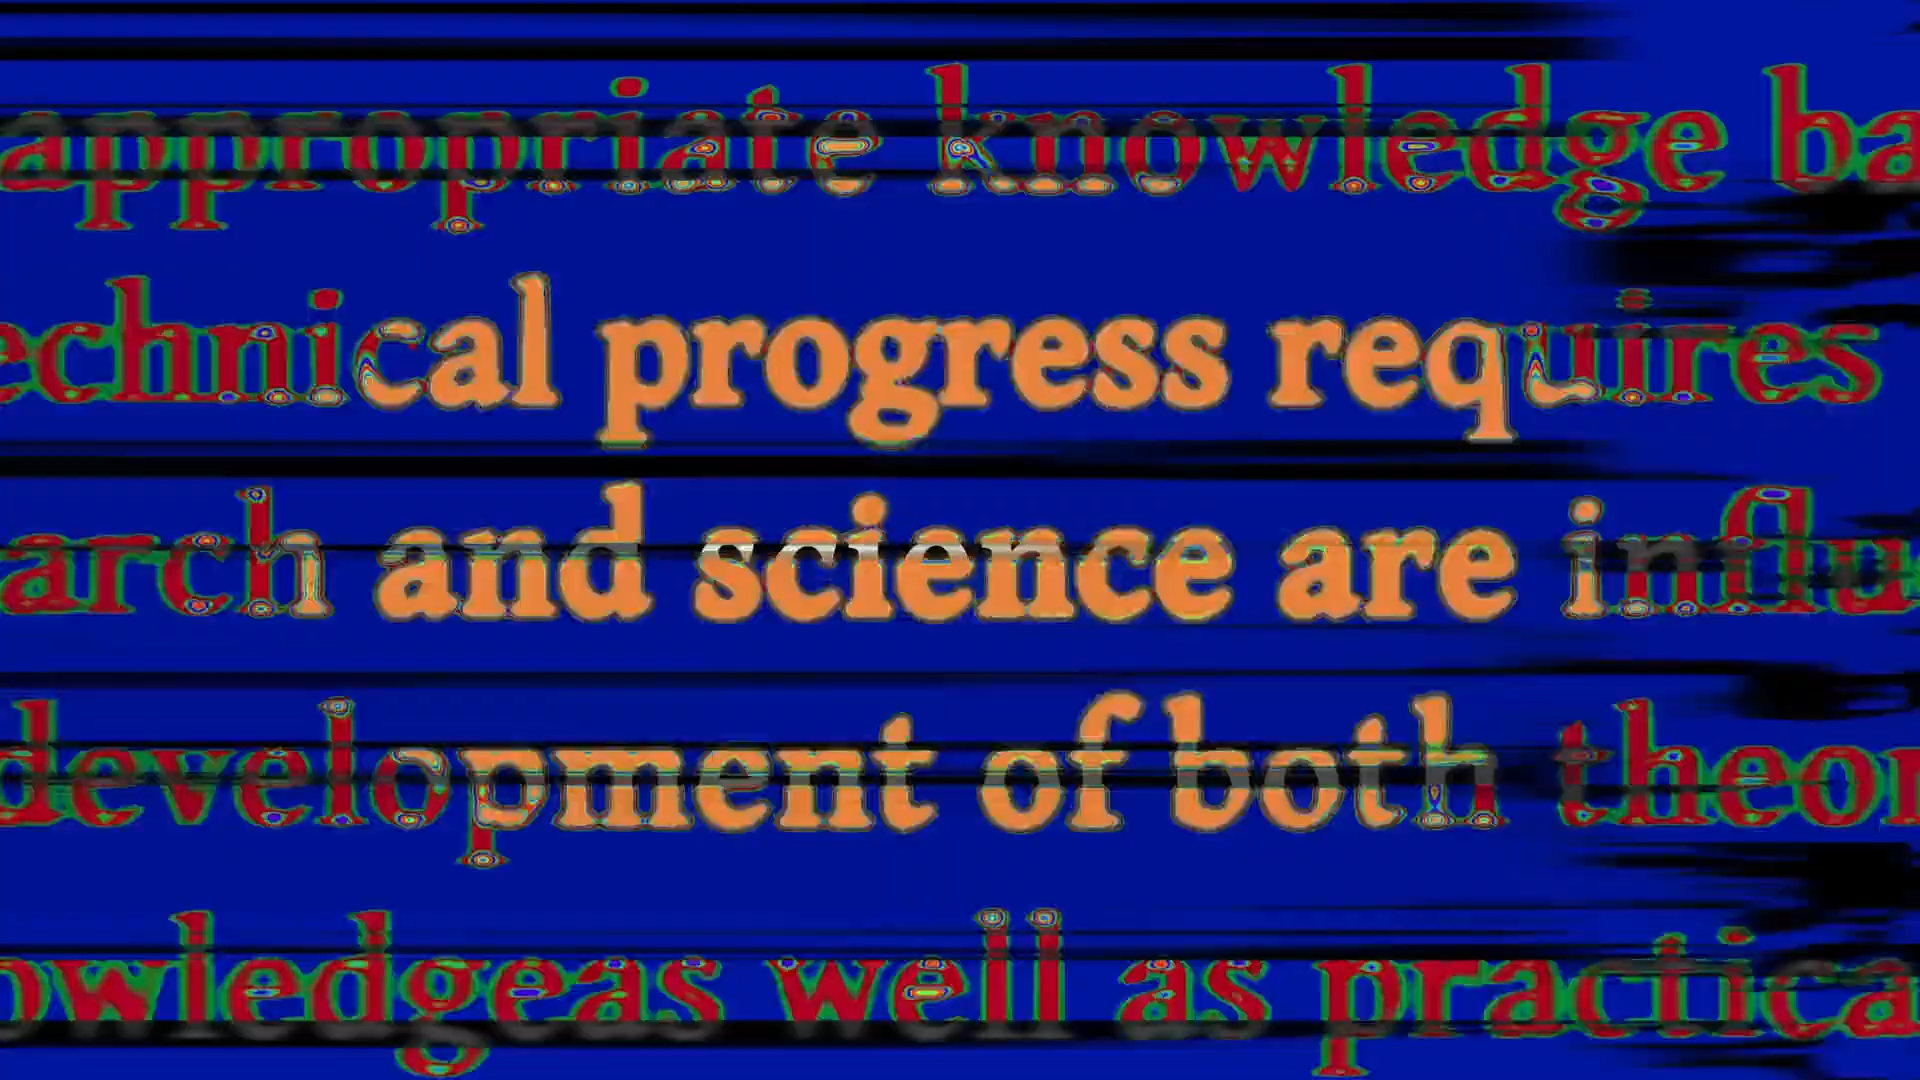 appropriate knowledge ba
echnical progress requires
arch and science are influ
development of both theor
owledgeas well as practica